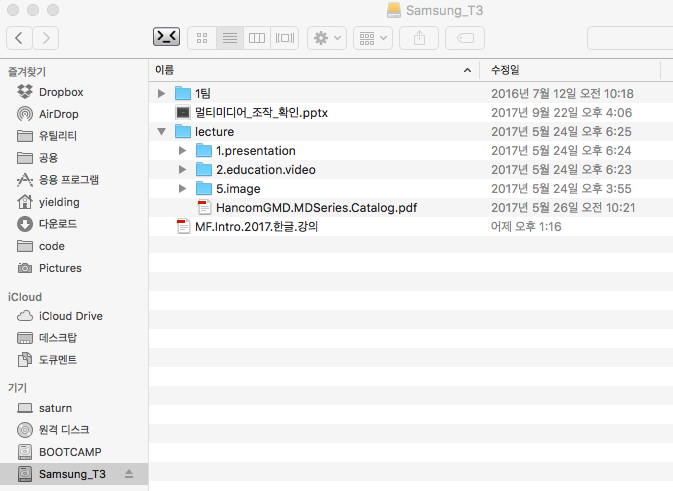 Samsung_T3
즐겨찾기
Dropbox
AirDrop
유틸리티
공용
응용 프로그램
yielding
다운로드
code
Pictures
iCloud
iCloud Drive
데스크탑
도큐멘트
기기
saturn
원격 디스크
BOOTCAMP
Samsung_T3
이름 수정일
1팀 2016년 7월 12일 오전 10:18
멀티미디어_조작_확인.pptx 2017년 9월 22일 오후 4:06
lecture 2017년 5월 24일 오후 6:25
1.presentation 2017년 5월 24일 오후 6:24
2.education.video 2017년 5월 24일 오후 6:23
5.image 2017년 5월 24일 오후 3:55
HancomGMD.MDSeries.Catalog.pdf 2017년 5월 26일 오전 10:21
MF.Intro.2017.한글.강의 어제 오후 1:16